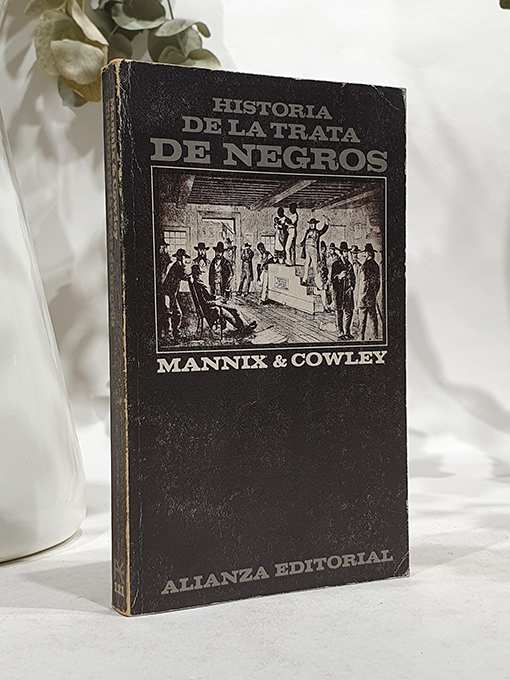 HISTORIA
DE LA TRATA
DE NEGROS
MANNIX & COWLEY
ALIANZA EDITORIAL